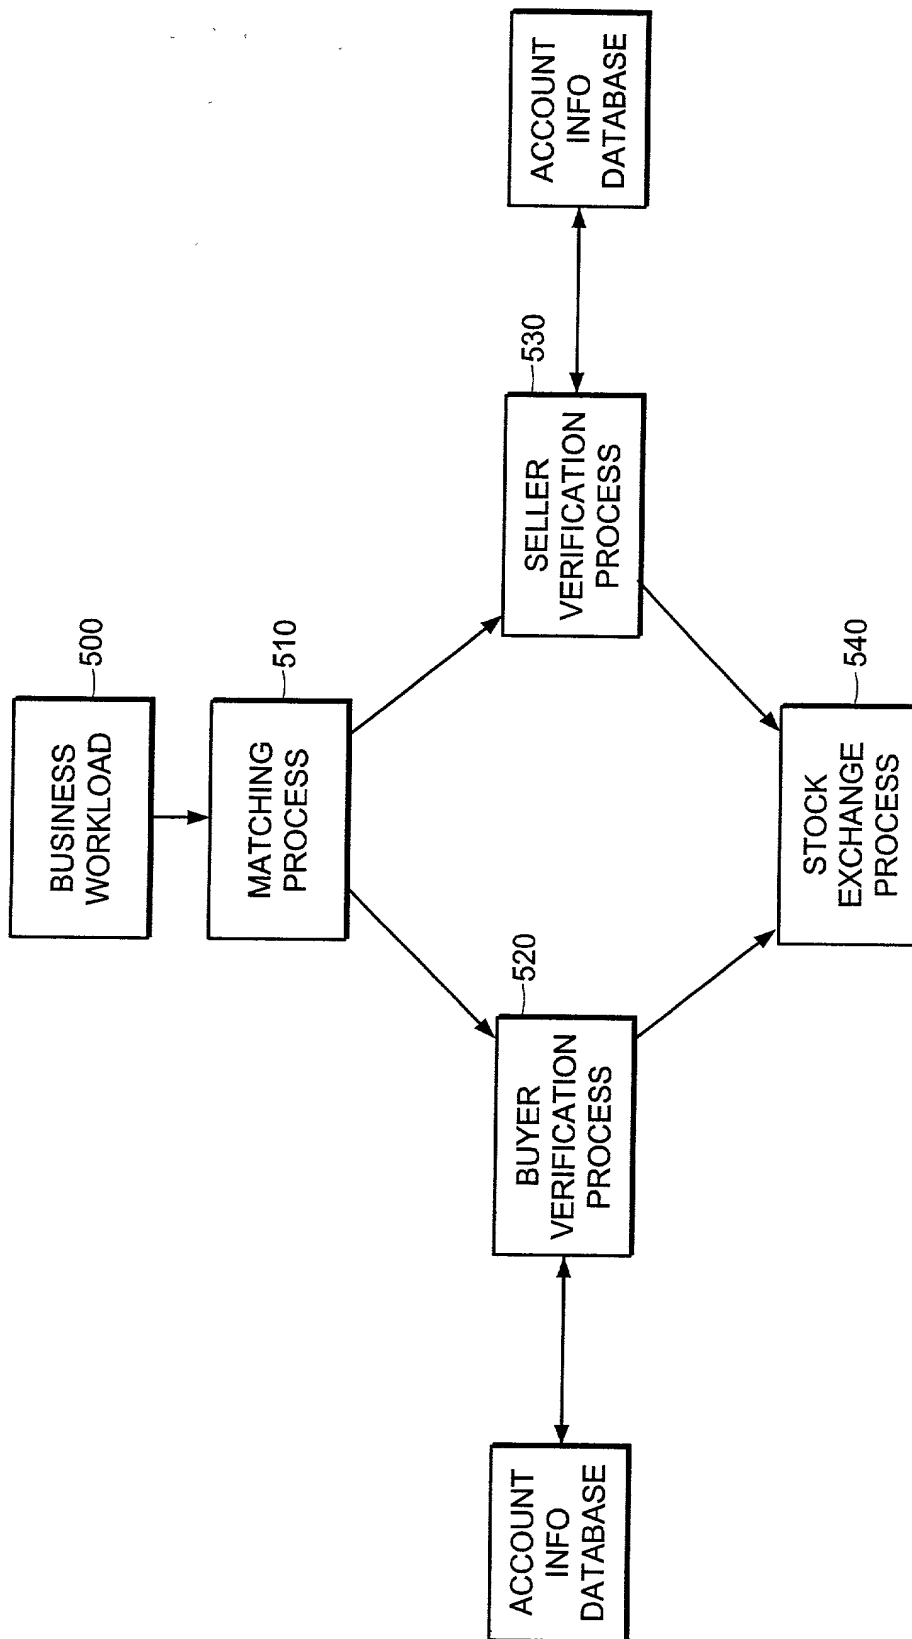 BUSINESS
WORKLOAD
500
MATCHING
PROCESS
510
BUYER
VERIFICATION
PROCESS
520
SELLER
VERIFICATION
PROCESS
530
ACCOUNT
INFO
DATABASE
ACCOUNT
INFO
DATABASE
STOCK
EXCHANGE
PROCESS
540